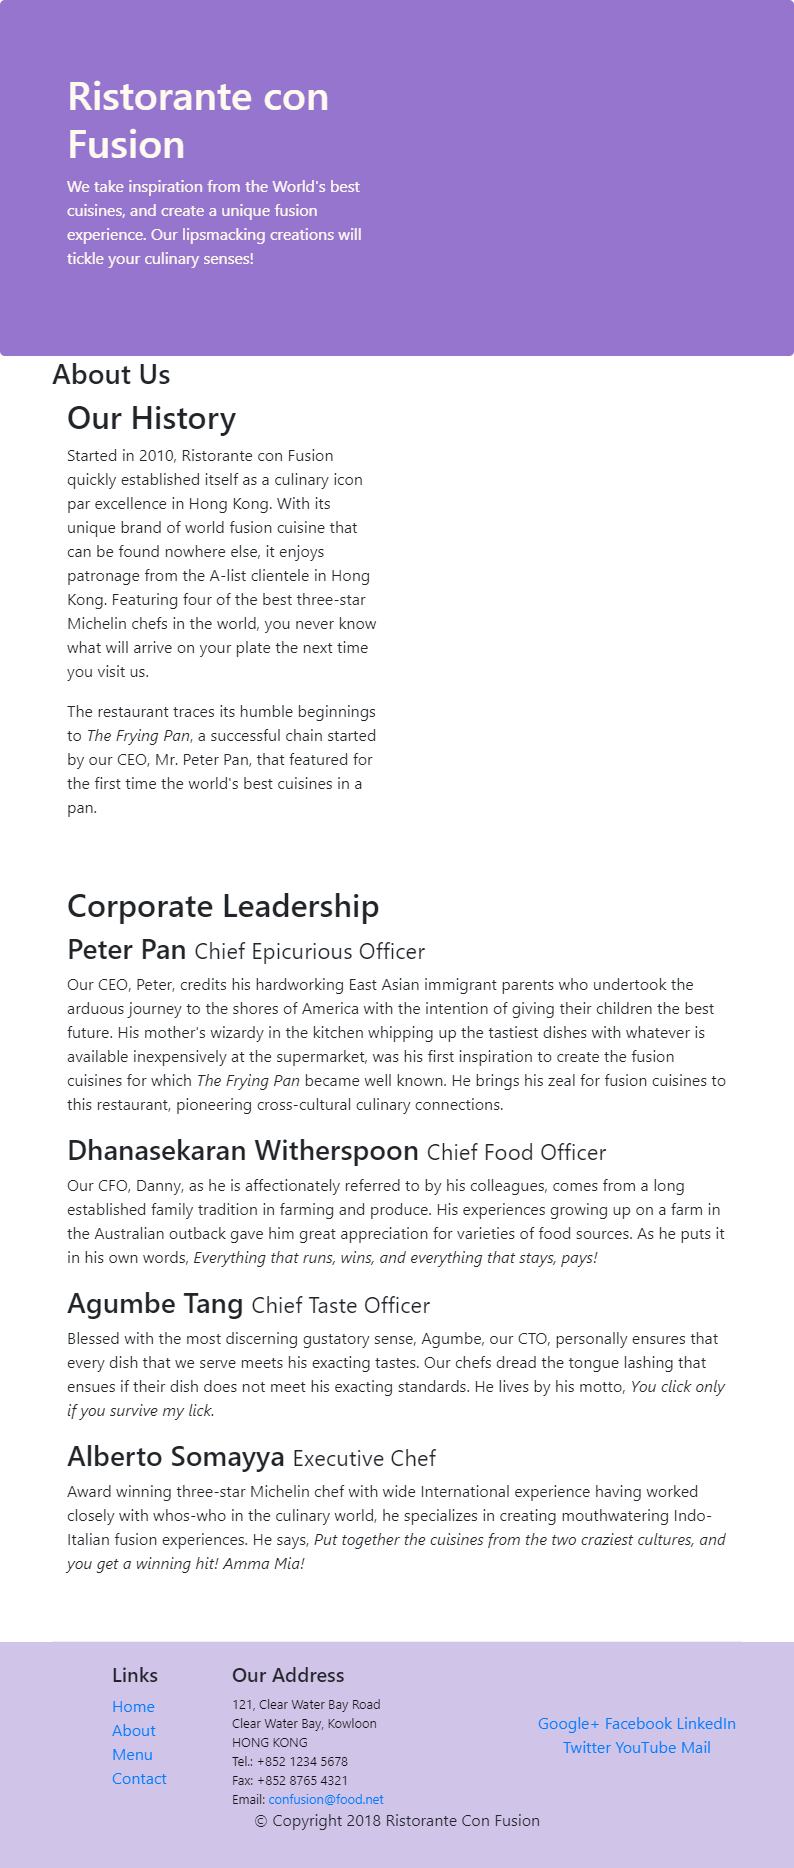 Ristorante con
Fusion
We take inspiration from the World's best
cuisines, and create a unique fusion
experience. Our lipsmacking creations will
tickle your culinary senses!
About Us
Our History
Started in 2010, Ristorante con Fusion
quickly established itself as a culinary icon
par excellence in Hong Kong. With its
unique brand of world fusion cuisine that
can be found nowhere else, it enjoys
patronage from the A-list clientele in Hong
Kong. Featuring four of the best three-star
Michelin chefs in the world, you never know
what will arrive on your plate the next time
you visit us.
The restaurant traces its humble beginnings
to The Frying Pan, a successful chain started
by our CEO, Mr. Peter Pan, that featured for
the first time the world's best cuisines in a
pan.
Corporate Leadership
Peter Pan Chief Epicurious Officer
Our CEO, Peter, credits his hardworking East Asian immigrant parents who undertook the
arduous journey to the shores of America with the intention of giving their children the best
future. His mother's wizardy in the kitchen whipping up the tastiest dishes with whatever is
available inexpensively at the supermarket, was his first inspiration to create the fusion
cuisines for which The Frying Pan became well known. He brings his zeal for fusion cuisines to
this restaurant, pioneering cross-cultural culinary connections.
Dhanasekaran Witherspoon Chief Food Officer
Our CFO, Danny, as he is affectionately referred to by his colleagues, comes from a long
established family tradition in farming and produce. His experiences growing up on a farm in
the Australian outback gave him great appreciation for varieties of food sources. As he puts it
in his own words, Everything that runs, wins, and everything that stays, pays!
Agumbe Tang Chief Taste Officer
Blessed with the most discerning gustatory sense, Agumbe, our CTO, personally ensures that
every dish that we serve meets his exacting tastes. Our chefs dread the tongue lashing that
ensues if their dish does not meet his exacting standards. He lives by his motto, You click only
if you survive my lick.
Alberto Somayya Executive Chef
Award winning three-star Michelin chef with wide International experience having worked
closely with whos-who in the culinary world, he specializes in creating mouthwatering Indo-
Italian fusion experiences. He says, Put together the cuisines from the two craziest cultures, and
you get a winning hit! Amma Mia!
Links
Home
About
Menu
Contact
Our Address
121, Clear Water Bay Road
Clear Water Bay, Kowloon
HONG KONG
Tel.: +852 1234 5678
Fax: +852 8765 4321
Email: confusion@food.net
Google+ Facebook LinkedIn
Twitter YouTube Mail
© Copyright 2018 Ristorante Con Fusion